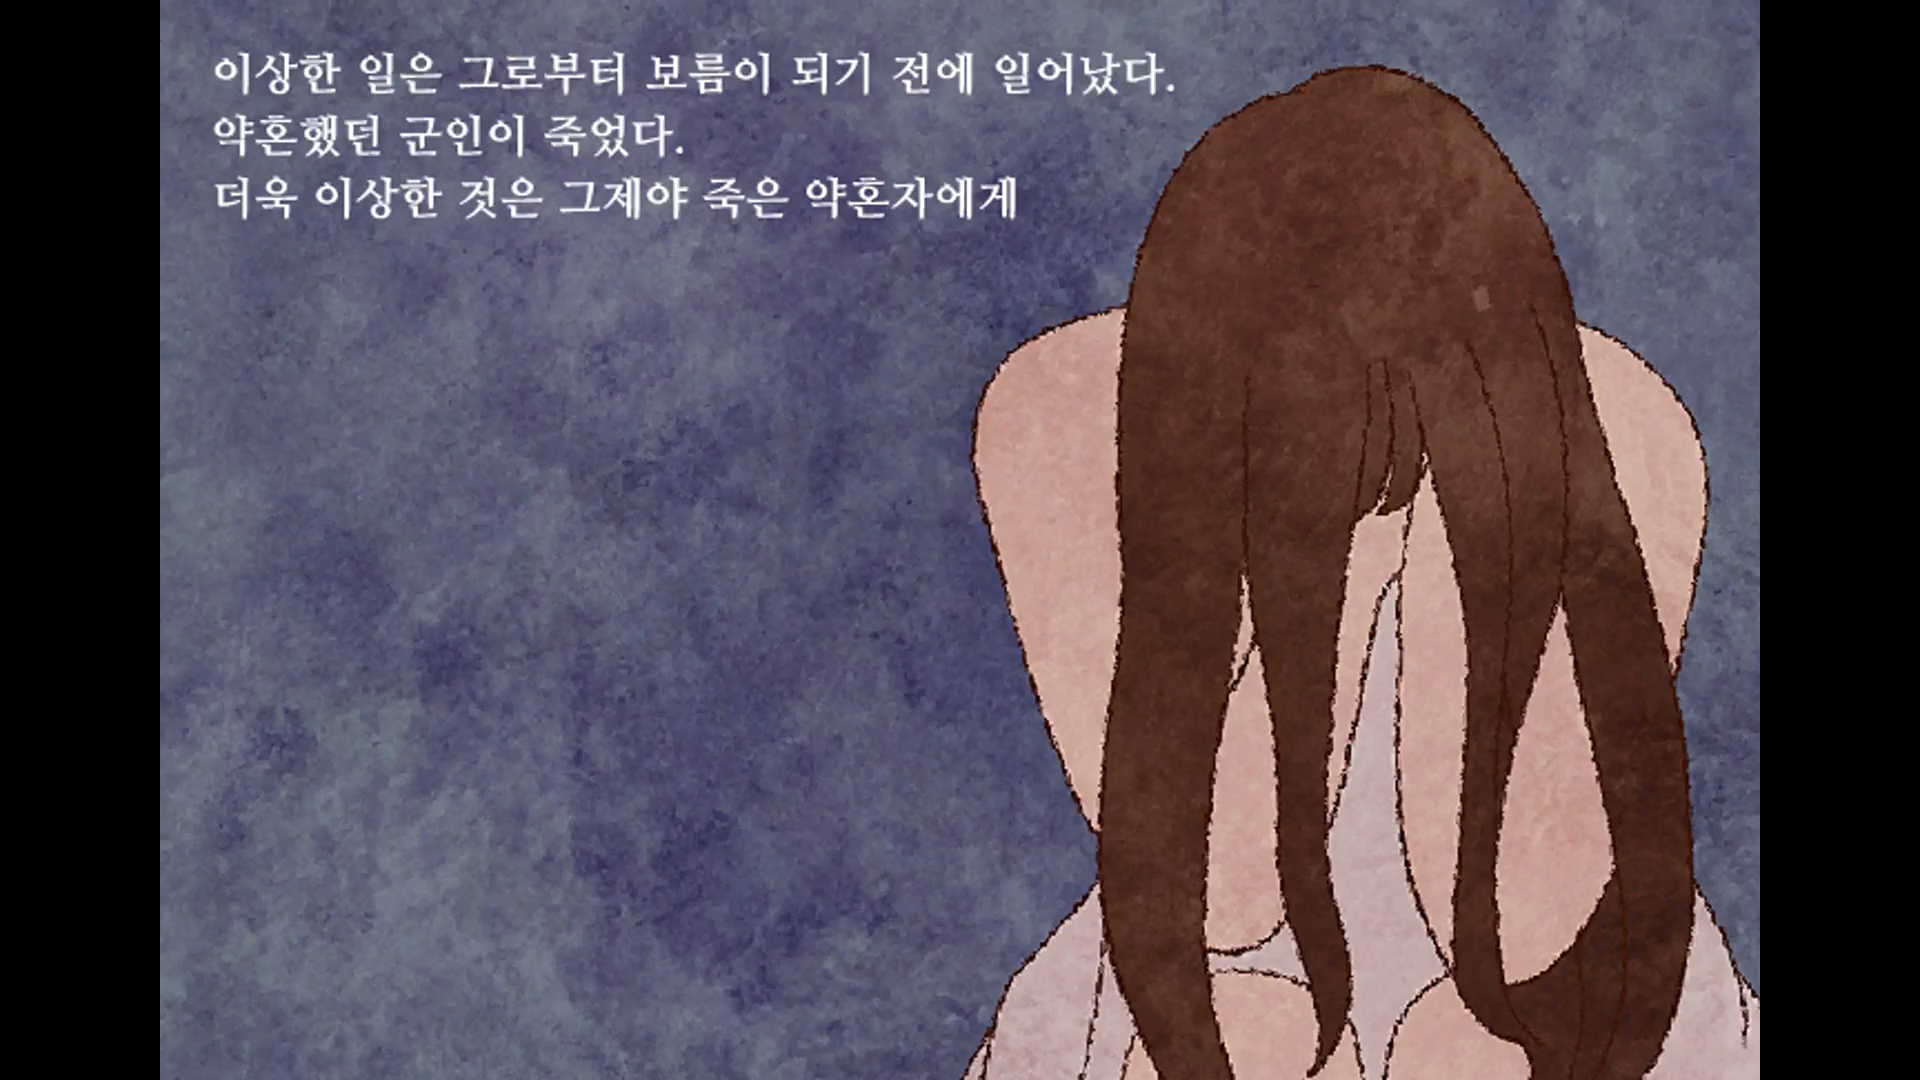 이상한 일은 그로부터 보름이 되기 전에 일어났다.
약혼했던 군인이 죽었다.
더욱 이상한 것은 그제야 죽은 약혼자에게